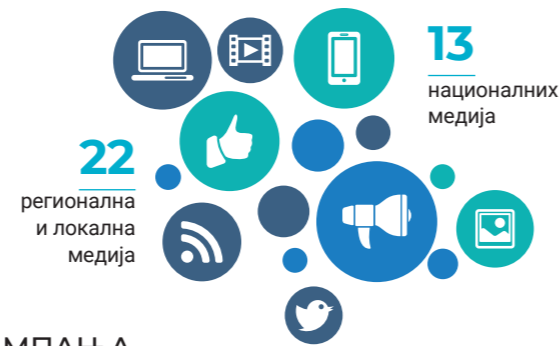 13
националних
медија
22
регионална
и локална
медија